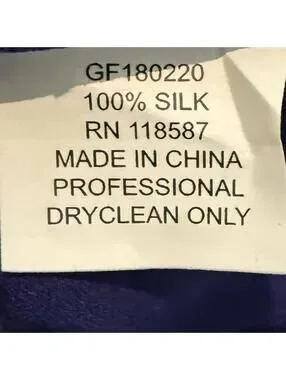 GF180220
100% SILK
RN 118587
MADE IN CHINA
PROFESSIONAL
DRYCLEAN ONLY